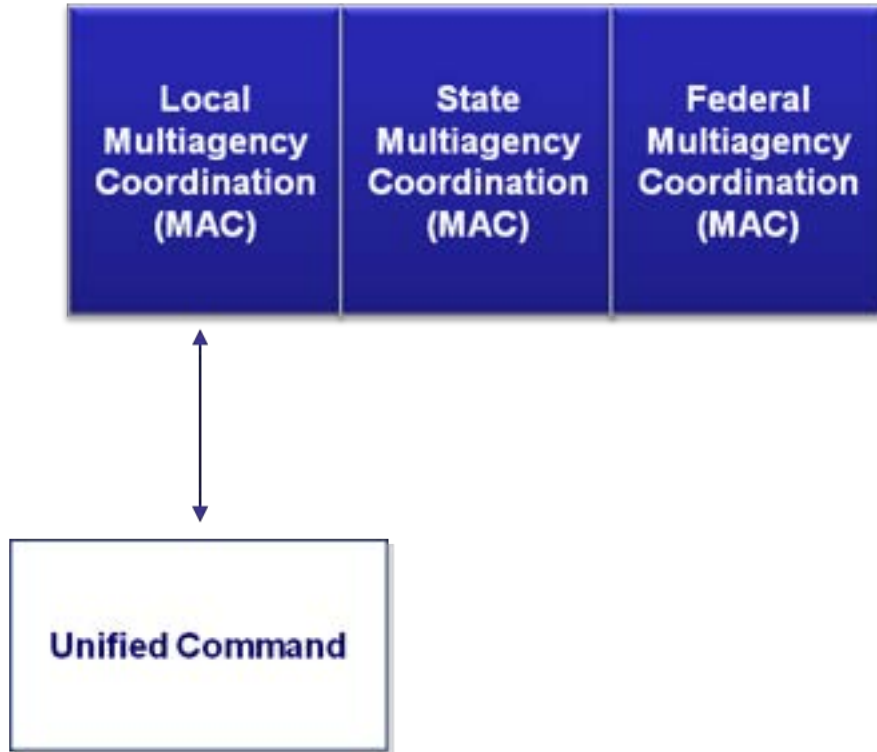 Local
Multiagency
Coordination
(MAC)
State
Multiagency
Coordination
(MAC)
Federal
Multiagency
Coordination
(MAC)
Unified Command